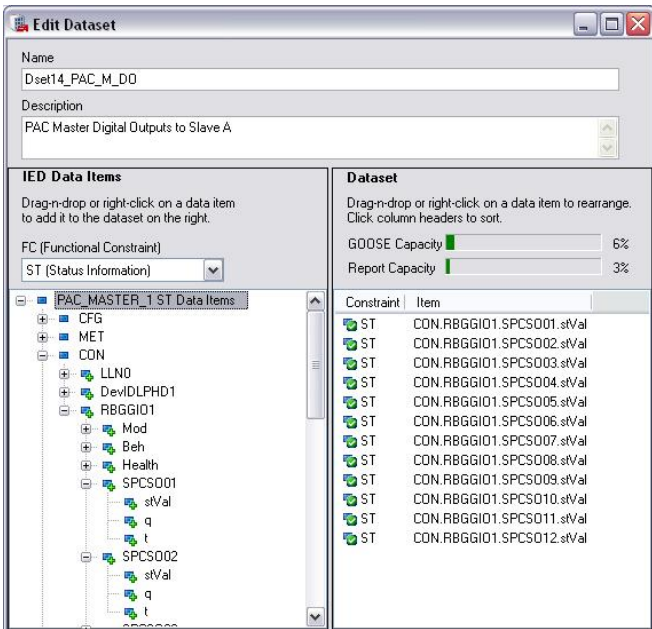 Edit Dataset
Name
Dset14_PAC_M_DO
Description
PAC Master Digital Outputs to Slave A
IED Data Items
Drag-n-drop or right-click on a data item
to add it to the dataset on the right.
FC (Functional Constraint)
ST (Status Information)
PAC_MASTER_1 ST Data Items
CFG
MET
CON
LLN0
DevIDLPHD1
RBGGIO1
Mod
Beh
Health
SPCSO01
stVal
q
t
SPCSO02
stVal
q
t
Dataset
Drag-n-drop or right-click on a data item to rearrange.
Click column headers to sort.
GOOSE Capacity 6%
Report Capacity 3%
Constraint Item
ST CON.RBGGIO1.SPCSO01.stVal
ST CON.RBGGIO1.SPCSO02.stVal
ST CON.RBGGIO1.SPCSO03.stVal
ST CON.RBGGIO1.SPCSO04.stVal
ST CON.RBGGIO1.SPCSO05.stVal
ST CON.RBGGIO1.SPCSO06.stVal
ST CON.RBGGIO1.SPCSO07.stVal
ST CON.RBGGIO1.SPCSO08.stVal
ST CON.RBGGIO1.SPCSO09.stVal
ST CON.RBGGIO1.SPCSO10.stVal
ST CON.RBGGIO1.SPCSO11.stVal
ST CON.RBGGIO1.SPCSO12.stVal